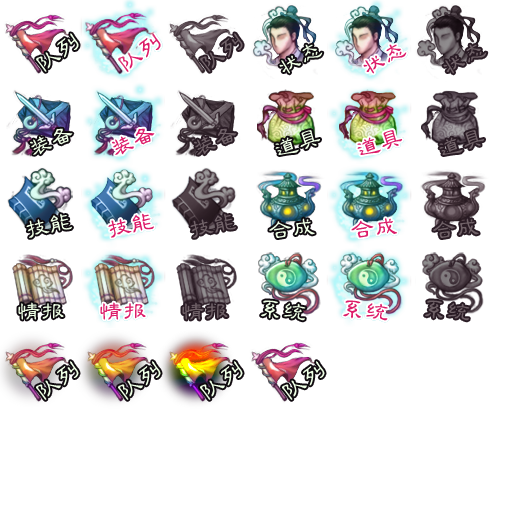 队列 队列 队列 状态 状态 状态
装备 装备 装备 道具 道具 道具
技能 技能 技能 合成 合成 合成
情报 情报 情报 系统 系统 系统
队列 队列 队列 队列